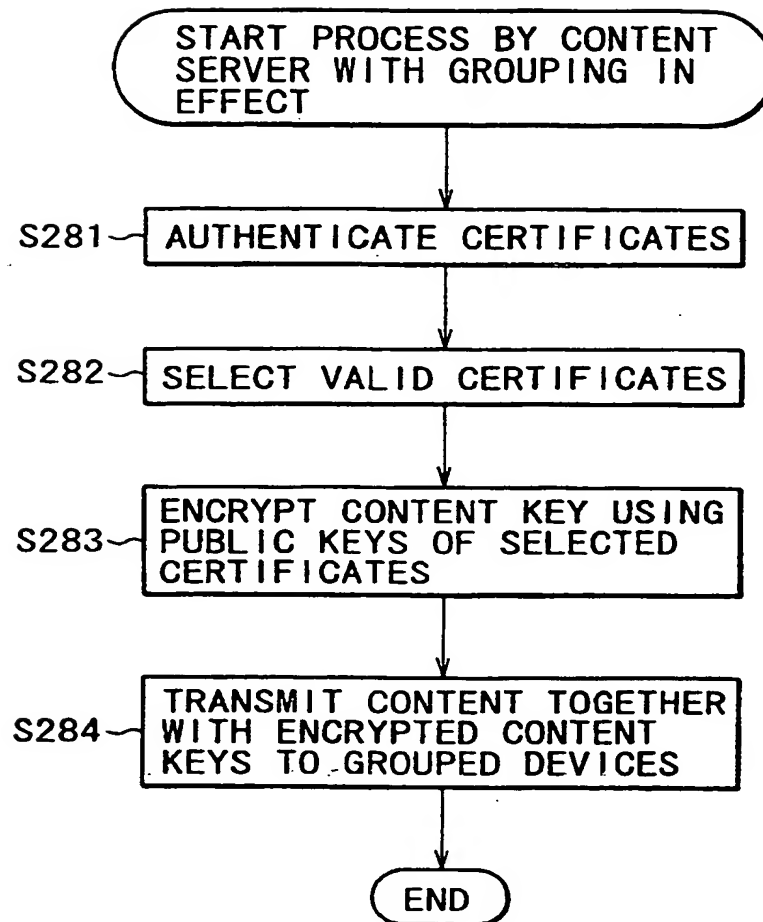 START PROCESS BY CONTENT
SERVER WITH GROUPING IN
EFFECT
S281
AUTHENTICATE CERTIFICATES
S282
SELECT VALID CERTIFICATES
S283
ENCRYPT CONTENT KEY USING
PUBLIC KEYS OF SELECTED
CERTIFICATES
S284
TRANSMIT CONTENT TOGETHER
WITH ENCRYPTED CONTENT
KEYS TO GROUPED DEVICES
END